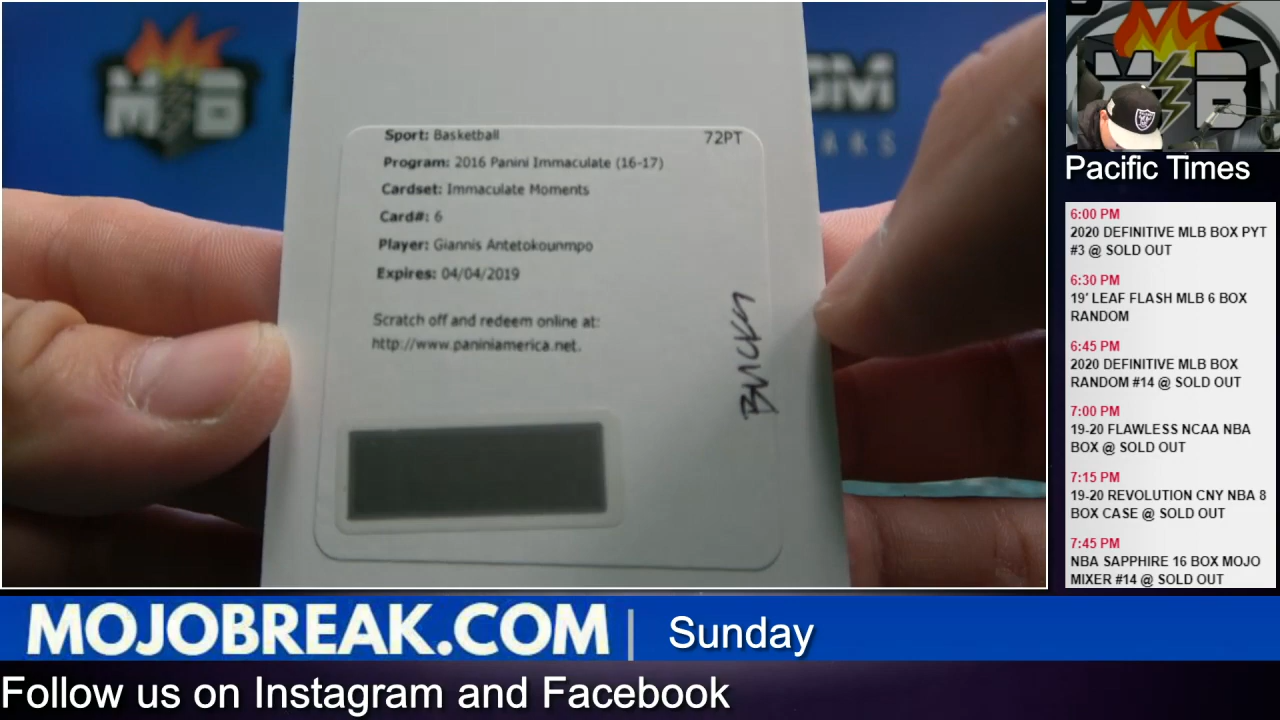 MB
GM
AKS
Sport: Basketball
72PT
Program: 2016 Panini Immaculate (16-17)
Cardset: Immaculate Moments
Card#: 6
Player: Giannis Antetokounmpo
Expires: 04/04/2019
Scratch off and redeem online at:
http://www.paniniamerica.net.
BUCKS
MB
Pacific Times
6:00 PM
2020 DEFINITIVE MLB BOX PYT
#3 @ SOLD OUT
6:30 PM
19' LEAF FLASH MLB 6 BOX
RANDOM
6:45 PM
2020 DEFINITIVE MLB BOX
RANDOM #14 @ SOLD OUT
7:00 PM
19-20 FLAWLESS NCAA NBA
BOX @ SOLD OUT
7:15 PM
19-20 REVOLUTION CNY NBA 8
BOX CASE @ SOLD OUT
7:45 PM
NBA SAPPHIRE 16 BOX MOJO
MIXER #14 @ SOLD OUT
MOJOBREAK.COM
Sunday
Follow us on Instagram and Facebook